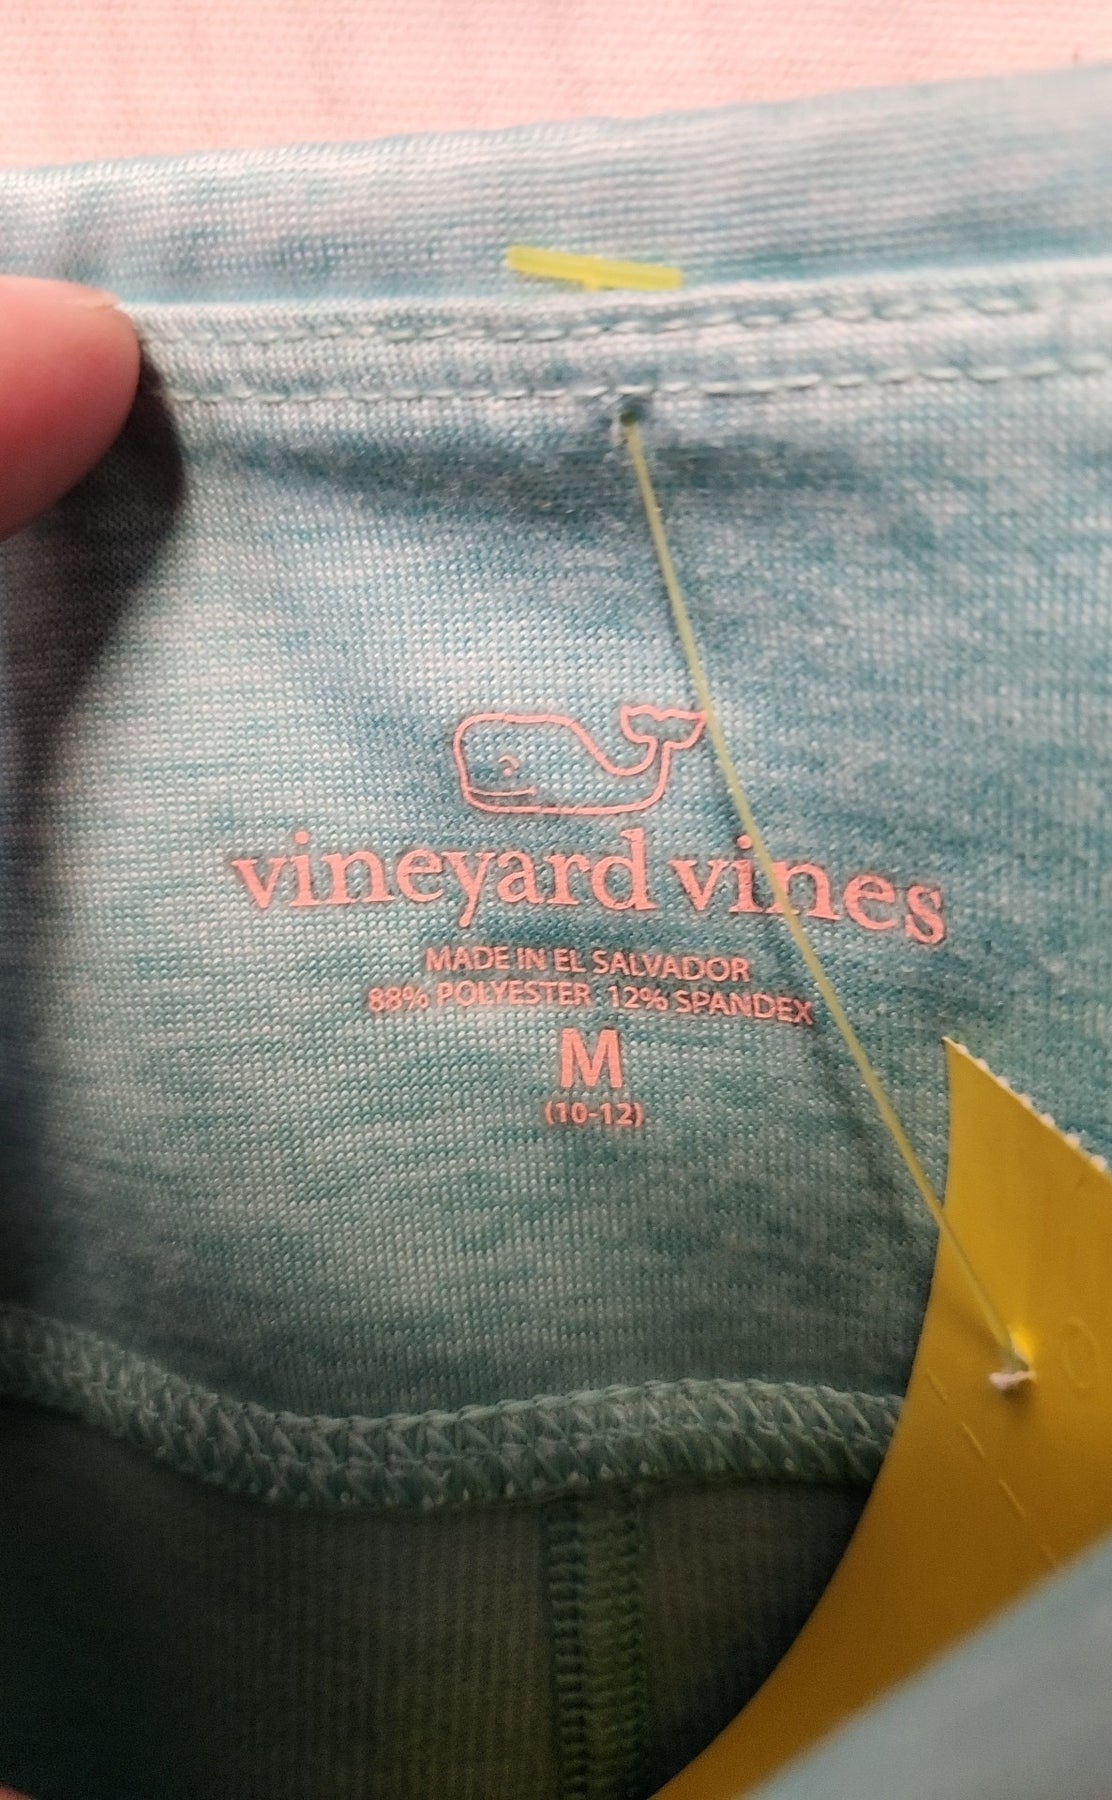 vineyard vines
MADE IN EL SALVADOR
88% POLYESTER 12% SPANDEX
M
(10-12)